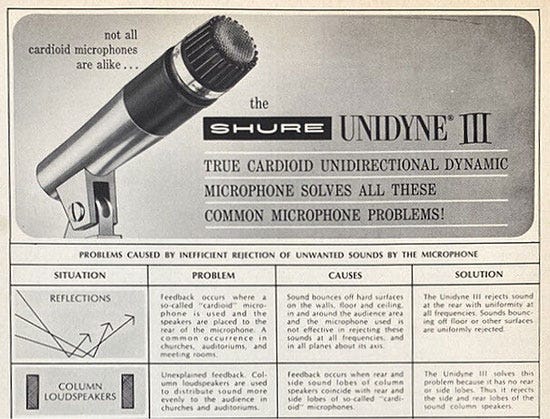 not all
cardioid microphones
are alike . . .
the
SHURE UNIDYNE® III
TRUE CARDIOID UNIDIRECTIONAL DYNAMIC
MICROPHONE SOLVES ALL THESE
COMMON MICROPHONE PROBLEMS!
PROBLEMS CAUSED BY INEFFICIENT REJECTION OF UNWANTED SOUNDS BY THE MICROPHONE
SITUATION PROBLEM CAUSES SOLUTION
REFLECTIONS
Feedback occurs where a
so-called "cardioid" micro-
phone is used and the
speakers are placed to the
rear of the microphone. A
common occurrence in
churches, auditoriums, and
meeting rooms.
Sound bounces off hard surfaces
on the walls, floor and ceiling,
in and around the audience area
and the microphone used is
not effective in rejecting these
sounds at all frequencies, and
in all planes about its axis.
The Unidyne III rejects sound
at the rear with uniformity at
all frequencies. Sounds bounc-
ing off floor or other surfaces
are uniformly rejected.
COLUMN
LOUDSPEAKERS
Unexplained feedback. Col-
umn loudspeakers are used
to distribute sound more
evenly to the audience in
churches and auditoriums.
Feedback occurs when rear and
side sound lobes of column
speakers coincide with rear and
side lobes of so-called "cardi-
oid" microphones.
The Unidyne III solves this
problem because it has no rear
or side lobes. Thus it rejects
the side and rear lobes of the
sound column speakers.